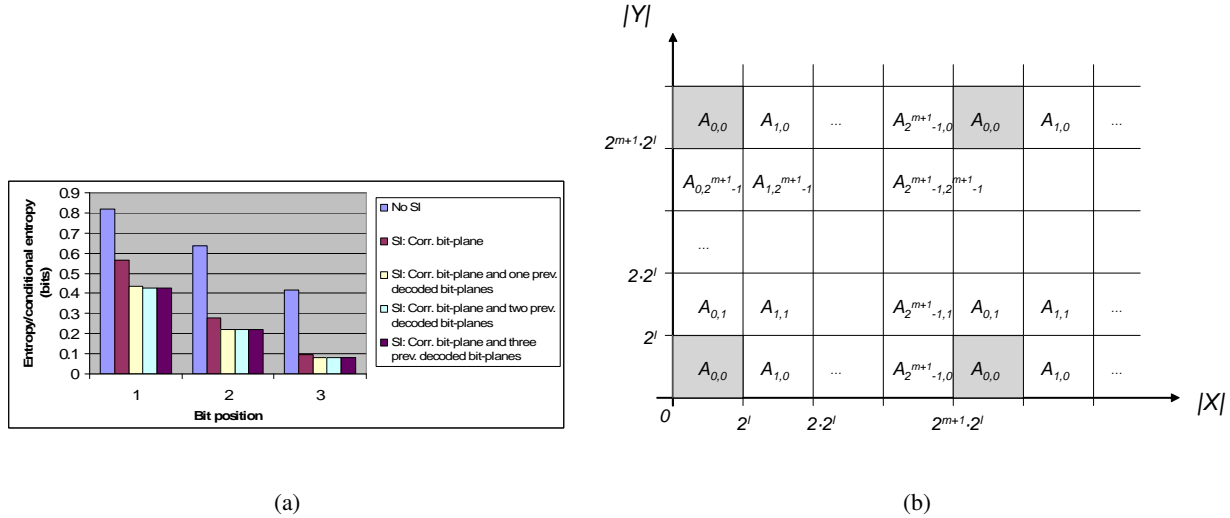 0.9
0.8
0.7
0.6
0.5
0.4
0.3
0.2
0.1
0
Entropy/conditional entropy
(bits)
1 2 3
Bit position
No SI
SI: Corr. bit-plane
SI: Corr. bit-plane and one prev.
decoded bit-planes
SI: Corr. bit-plane and two prev.
decoded bit-planes
SI: Corr. bit-plane and three
prev. decoded bit-planes
(a)
|Y|
A_{0,0} A_{1,0} ... A_{2^{m+1}-1,0} A_{0,0} A_{1,0} ...
2^{m+1}·2^l
A_{0,2^{m+1}-1} A_{1,2^{m+1}-1} A_{2^{m+1}-1,2^{m+1}-1}
...
2·2^l
A_{0,1} A_{1,1} A_{2^{m+1}-1,1} A_{0,1} A_{1,1} ...
2^l
A_{0,0} A_{1,0} ... A_{2^{m+1}-1,0} A_{0,0} A_{1,0} ...
0 2^l 2·2^l 2^{m+1}·2^l |X|
(b)